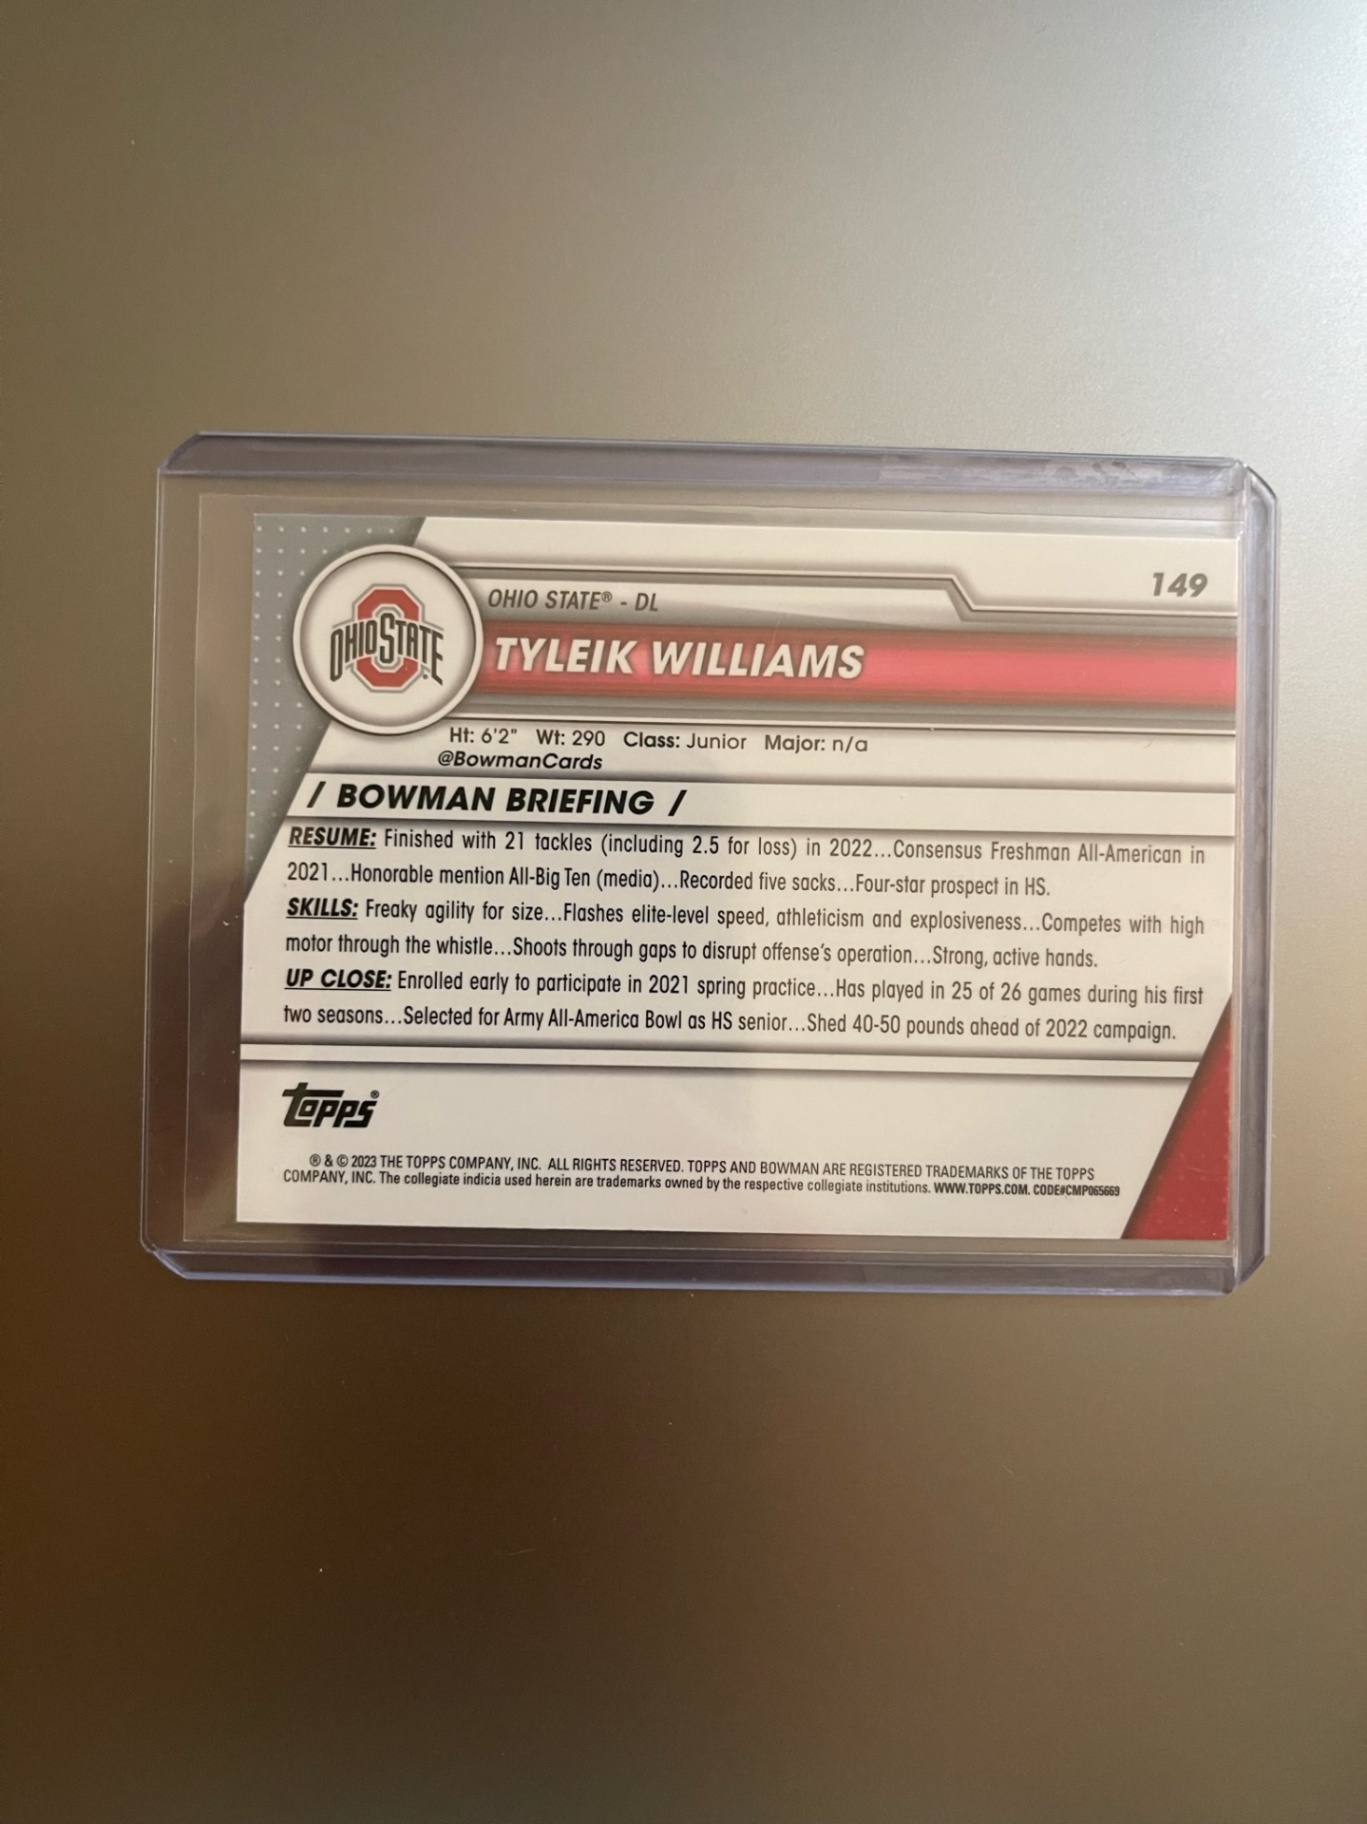 149
OHIO STATE® - DL
OHIO STATE
TYLEIK WILLIAMS
Ht: 6'2" Wt: 290 Class: Junior Major: n/a
@BowmanCards
/ BOWMAN BRIEFING /
RESUME: Finished with 21 tackles (including 2.5 for loss) in 2022...Consensus Freshman All-American in
2021...Honorable mention All-Big Ten (media)...Recorded five sacks...Four-star prospect in HS.
SKILLS: Freaky agility for size...Flashes elite-level speed, athleticism and explosiveness...Competes with high
motor through the whistle...Shoots through gaps to disrupt offense's operation...Strong, active hands.
UP CLOSE: Enrolled early to participate in 2021 spring practice...Has played in 25 of 26 games during his first
two seasons...Selected for Army All-America Bowl as HS senior...Shed 40-50 pounds ahead of 2022 campaign.
topps®
® & © 2023 THE TOPPS COMPANY, INC. ALL RIGHTS RESERVED. TOPPS AND BOWMAN ARE REGISTERED TRADEMARKS OF THE TOPPS
COMPANY, INC. The collegiate indicia used herein are trademarks owned by the respective collegiate institutions. WWW.TOPPS.COM. CODE#CMP065669